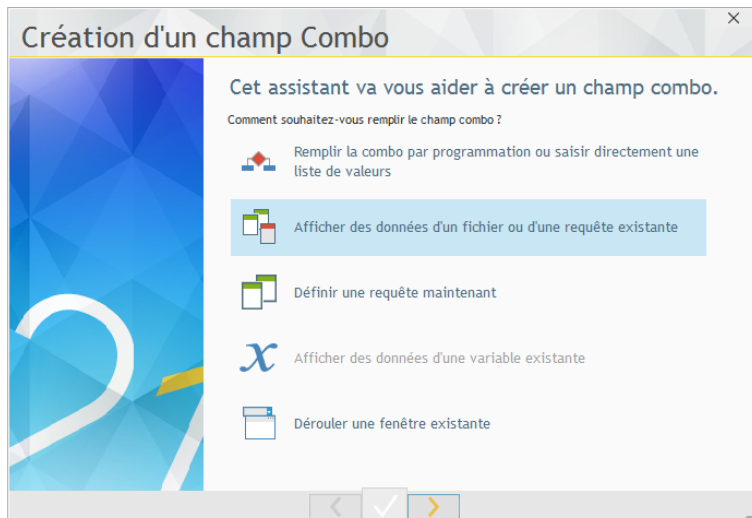 Création d'un champ Combo
Cet assistant va vous aider à créer un champ combo.
Comment souhaitez-vous remplir le champ combo ?
Remplir la combo par programmation ou saisir directement une
liste de valeurs
Afficher des données d'un fichier ou d'une requête existante
Définir une requête maintenant
Afficher des données d'une variable existante
Dérouler une fenêtre existante